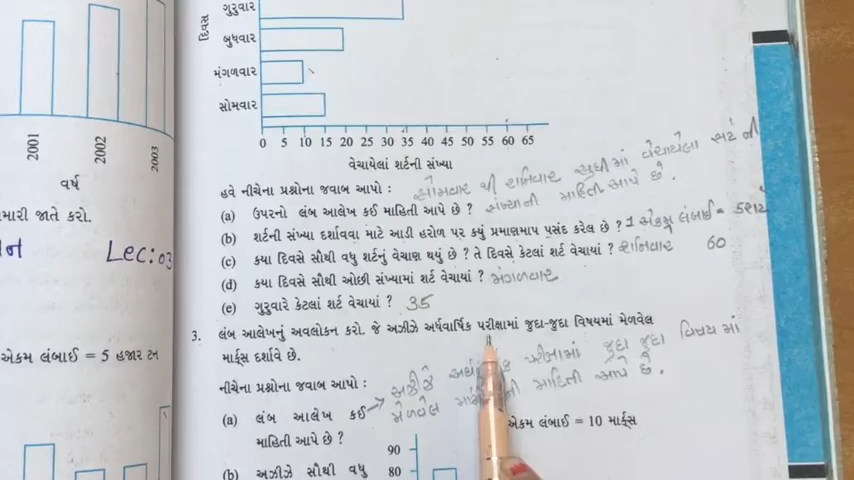 ગુરુવાર
બુધવાર
મંગળવાર
સોમવાર
દિવસ
0 5 10 15 20 25 30 35 40 45 50 55 60 65
વેચાયેલાં શર્ટની સંખ્યા
2001
2002
2003
વર્ષ
મારી જાતે કરો.
Lec:03
એકમ લંબાઈ = 5 હજાર ટન
હવે નીચેના પ્રશ્નોના જવાબ આપો : સોમવાર થી શનિવાર સુધીમાં વેચાયેલા શર્ટ ની
(a) ઉપરનો લંબ આલેખ કઈ માહિતી આપે છે ? સંખ્યાની માહિતી આપે છે.
(b) શર્ટની સંખ્યા દર્શાવવા માટે આડી હરોળ પર કયું પ્રમાણમાપ પસંદ કરેલ છે ? 1 એકમ લંબાઈ = 5 શર્ટ
(c) કયા દિવસે સૌથી વધુ શર્ટનું વેચાણ થયું છે ? તે દિવસે કેટલાં શર્ટ વેચાયાં ? શનિવાર 60
(d) કયા દિવસે સૌથી ઓછી સંખ્યામાં શર્ટ વેચાયાં ? મંગળવાર
(e) ગુરુવારે કેટલાં શર્ટ વેચાયાં ? 35
3. લંબ આલેખનું અવલોકન કરો. જે અઝીઝે અર્ધવાર્ષિક પરીક્ષામાં જુદા-જુદા વિષયમાં મેળવેલ
માર્ક્સ દર્શાવે છે.
નીચેના પ્રશ્નોના જવાબ આપો :
અઝીઝે પરીક્ષામાં જુદા જુદા વિષય માં
મેળવેલ માહિતી આપે છે.
(a) લંબ આલેખ કઈ
માહિતી આપે છે ?
એકમ લંબાઈ = 10 માર્ક્સ
90
(b) અઝીઝે સૌથી વધુ
80